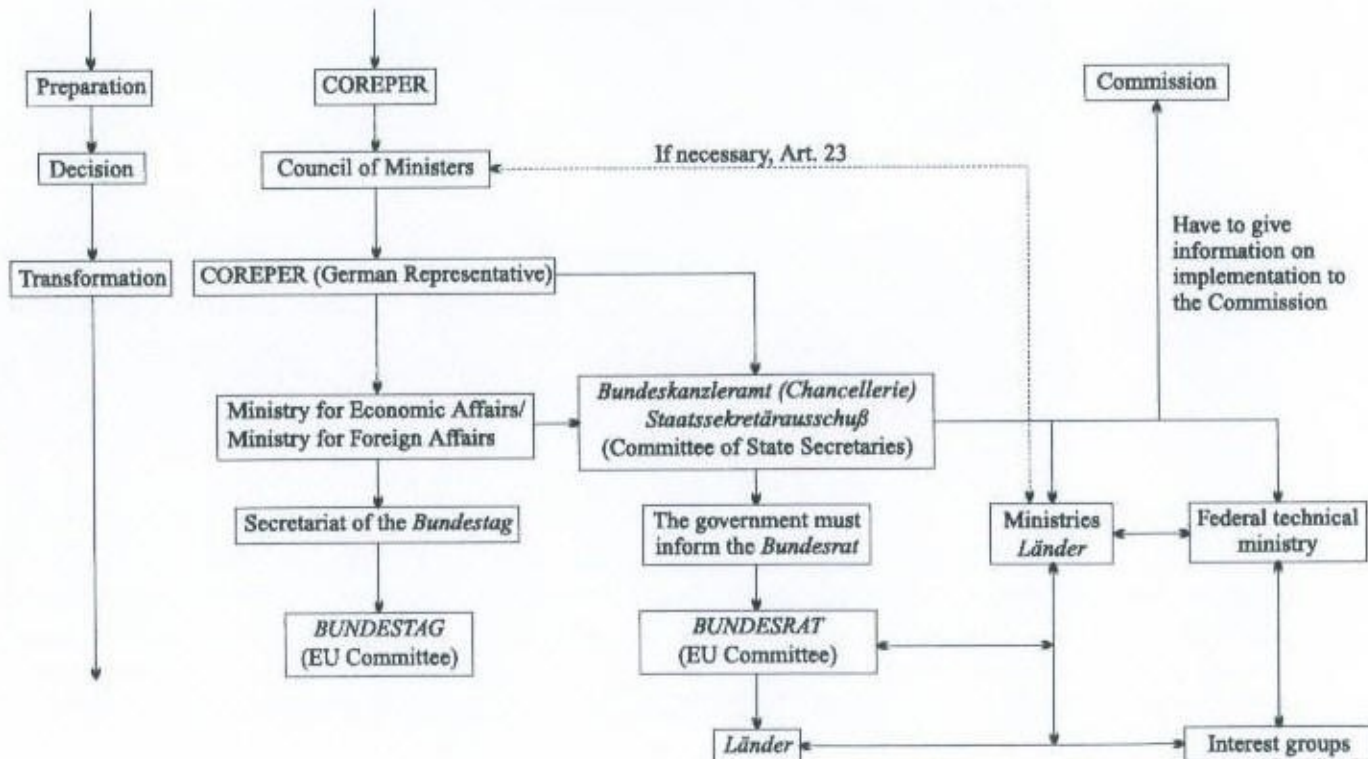 Preparation
Decision
Transformation
COREPER
Council of Ministers
If necessary, Art. 23
COREPER (German Representative)
Ministry for Economic Affairs/
Ministry for Foreign Affairs
Secretariat of the Bundestag
BUNDESTAG
(EU Committee)
Bundeskanzleramt (Chancellerie)
Staatssekretärausschuß
(Committee of State Secretaries)
The government must
inform the Bundesrat
BUNDESRAT
(EU Committee)
Länder
Commission
Have to give
information on
implementation to
the Commission
Ministries
Länder
Federal technical
ministry
Interest groups